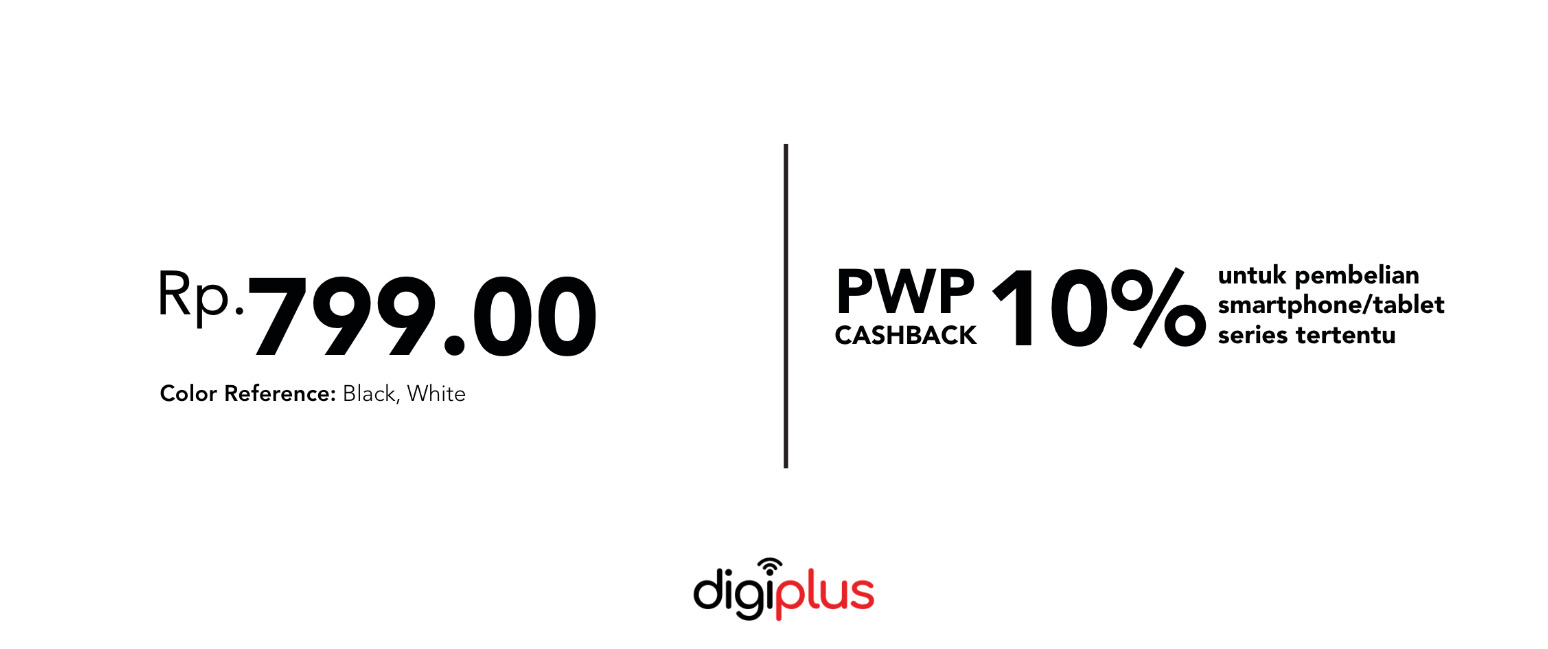 Rp.799.00
Color Reference: Black, White
PWP
CASHBACK
10%
untuk pembelian
smartphone/tablet
series tertentu
digiplus